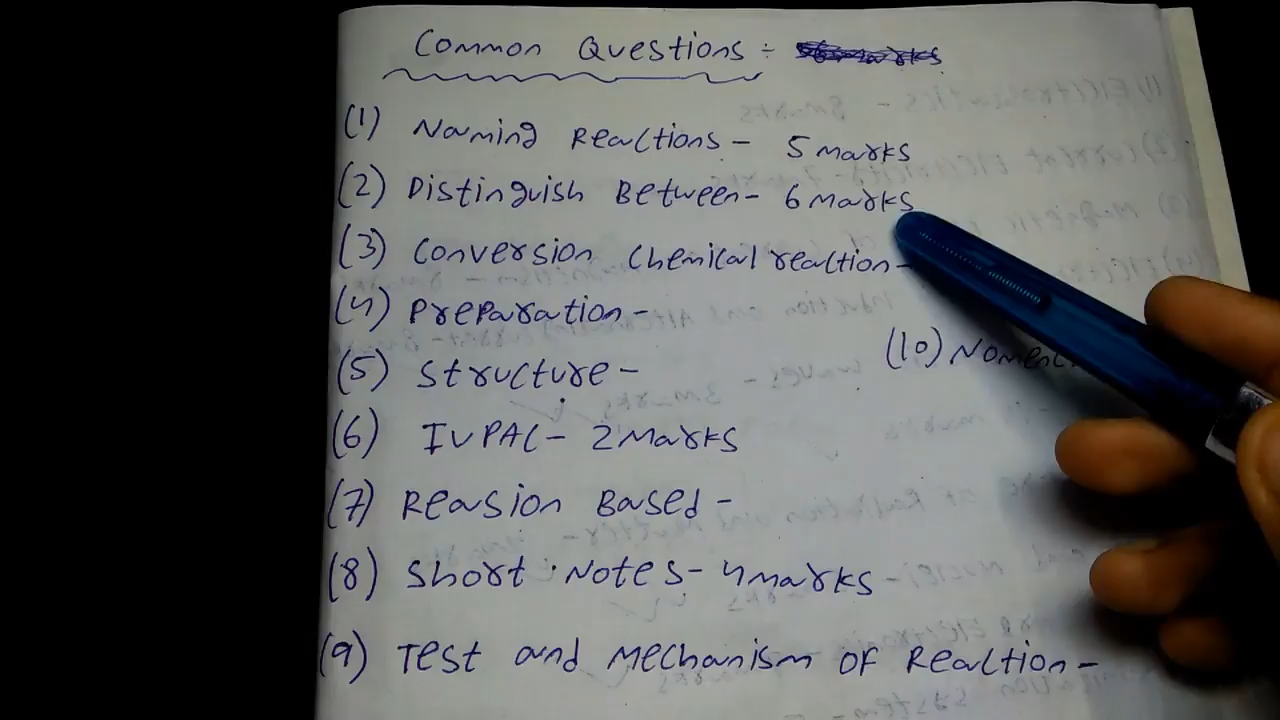 Common Questions :-
(1) Naming Reactions - 5 marks
(2) Distinguish Between - 6 marks
(3) Conversion Chemical reaction -
(4) Preparation -
(5) Structure -
(10)
(6) IUPAC - 2 Marks
(7) Reasion Based -
(8) Short Notes - 4 marks -
(9) Test and Mechanism OF Reaction -